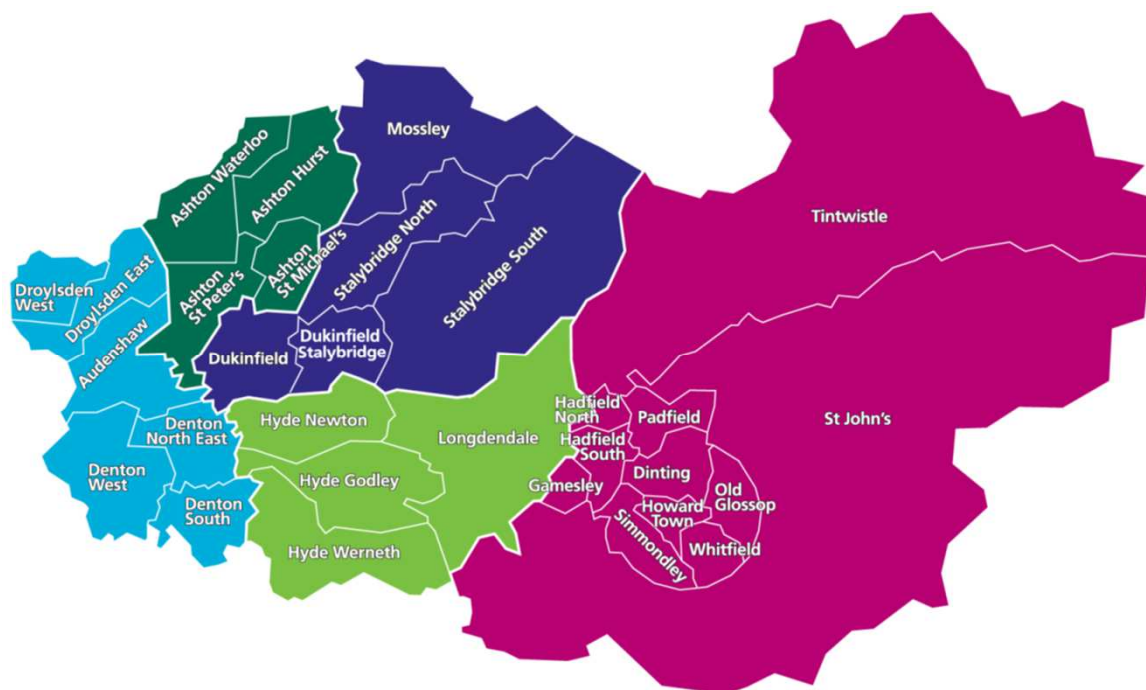 Mossley
Ashton Waterloo
Ashton Hurst
Tintwistle
Stalybridge North
Ashton
St Michael's
Stalybridge South
Droylsden
West
Droylsden East
Ashton
St Peter's
Audenshaw
Dukinfield
Dukinfield
Stalybridge
Hadfield
North
Padfield
St John's
Hyde Newton
Longdendale
Denton
North East
Hadfield
South
Denton
West
Hyde Godley
Gamesley
Dinting
Old
Glossop
Howard
Town
Denton
South
Simmondley
Whitfield
Hyde Werneth